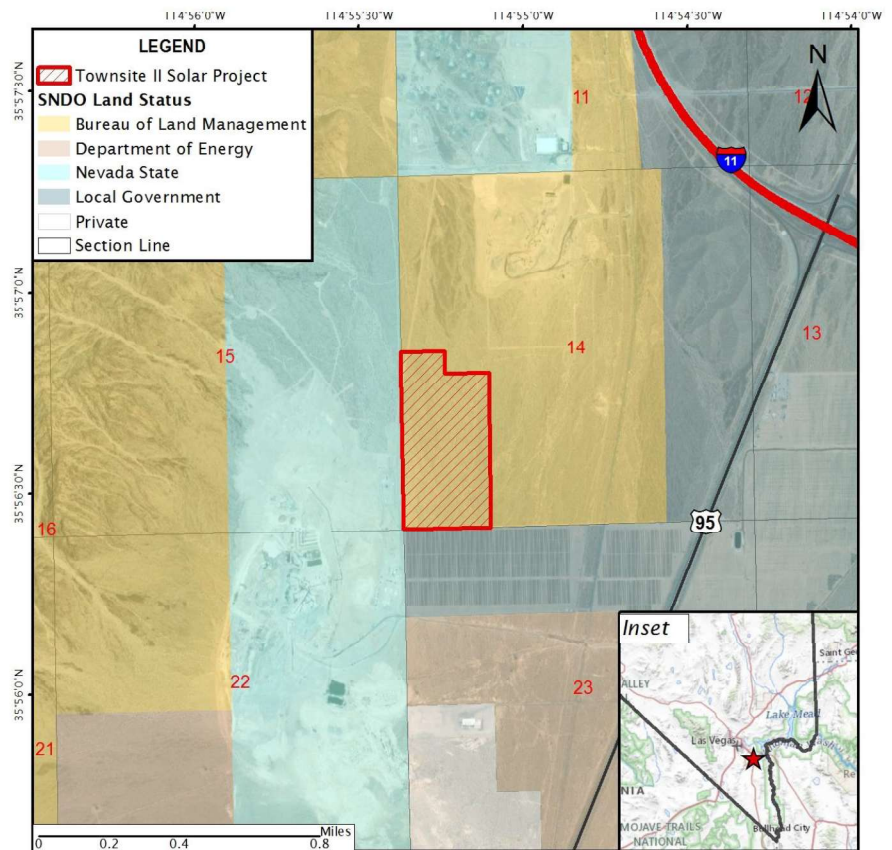 114°56'0"W 114°55'30"W 114°55'0"W 114°54'30"W 114°54'0"W
LEGEND
Townsite II Solar Project
SNDO Land Status
Bureau of Land Management
Department of Energy
Nevada State
Local Government
Private
Section Line
N
11
12
11
35°57'30"N
35°57'0"N
15
14
13
35°56'30"N
16
95
22
23
21
35°56'0"N
Inset
Saint Ge
ALLEY
Lake Mead
Las Vegas
NIA
MOJAVE TRAILS
NATIONAL
Bullhead City
Miles
0 0.2 0.4 0.8